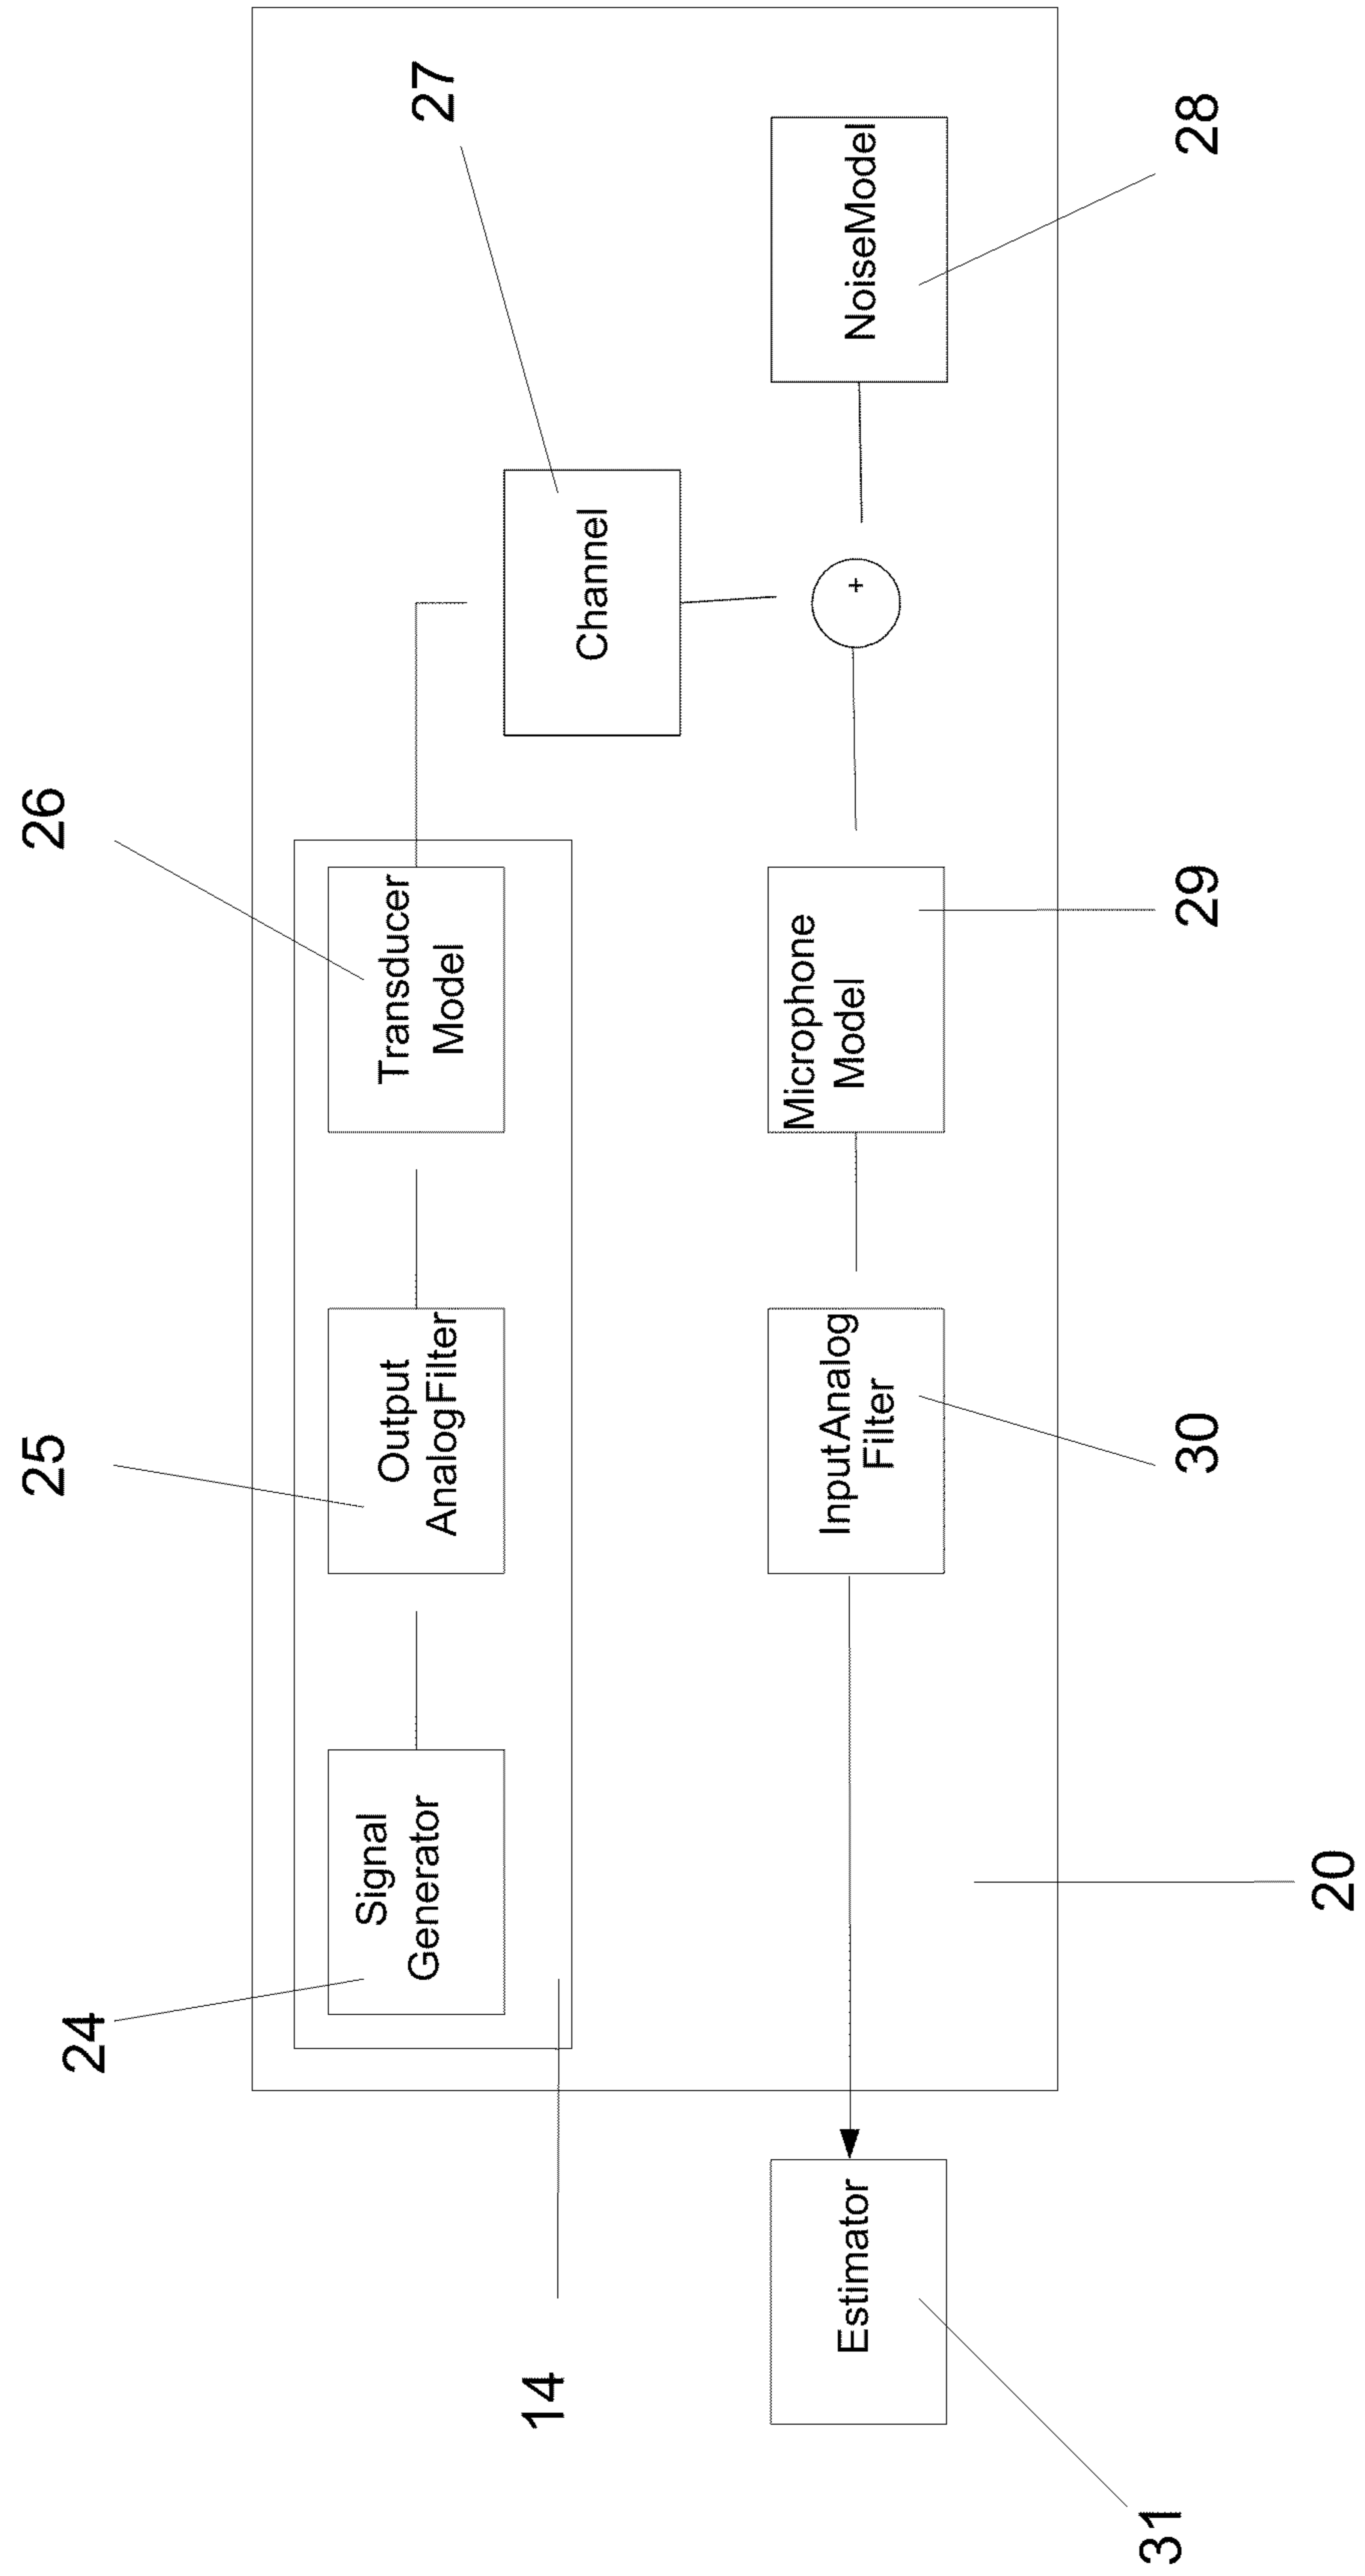 24
25
26
27
Signal
Generator
Output
AnalogFilter
Transducer
Model
Channel
14
Estimator
InputAnalog
Filter
Microphone
Model
+
NoiseModel
31
20
30
29
28